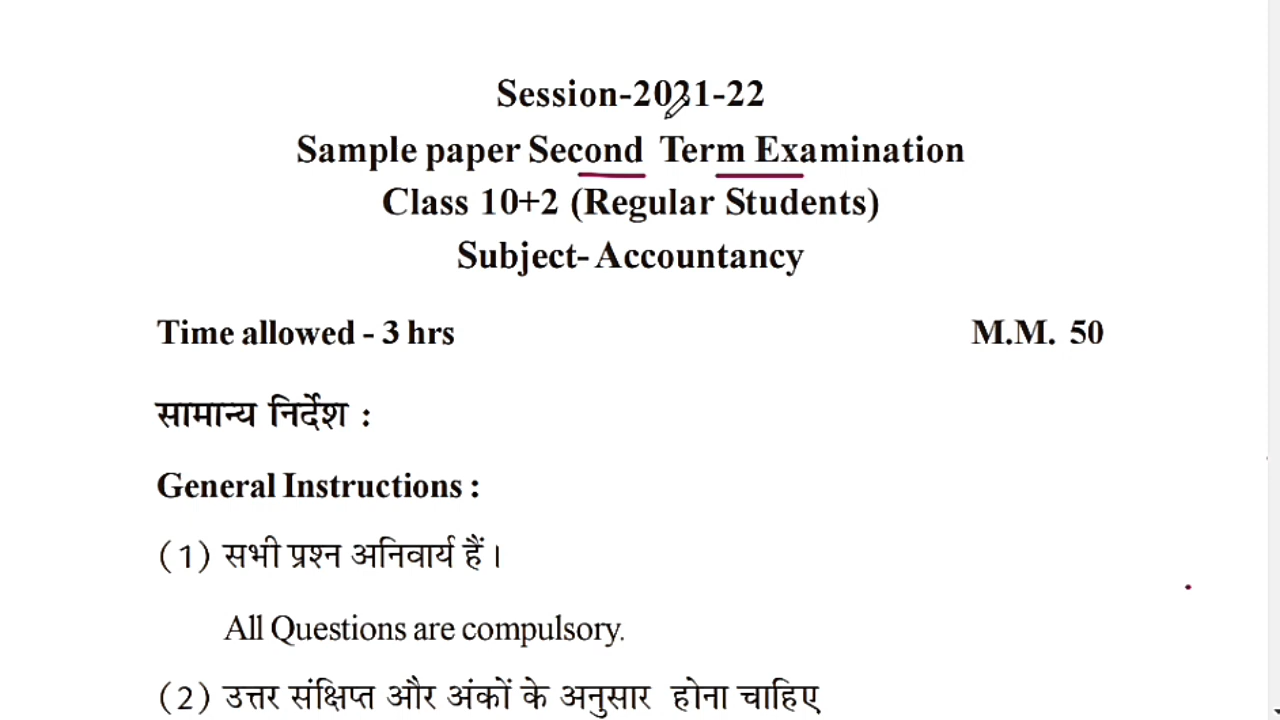 Session-2021-22
Sample paper Second Term Examination
Class 10+2 (Regular Students)
Subject- Accountancy
Time allowed - 3 hrs M.M. 50
सामान्य निर्देश :
General Instructions :
(1) सभी प्रश्न अनिवार्य हैं।
All Questions are compulsory.
(2) उत्तर संक्षिप्त और अंकों के अनुसार होना चाहिए